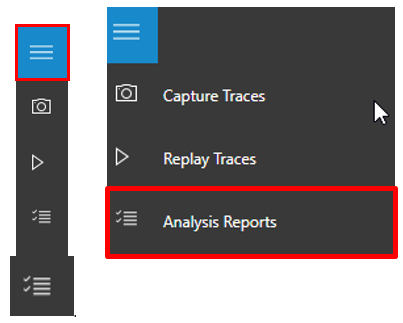 Capture Traces
Replay Traces
Analysis Reports